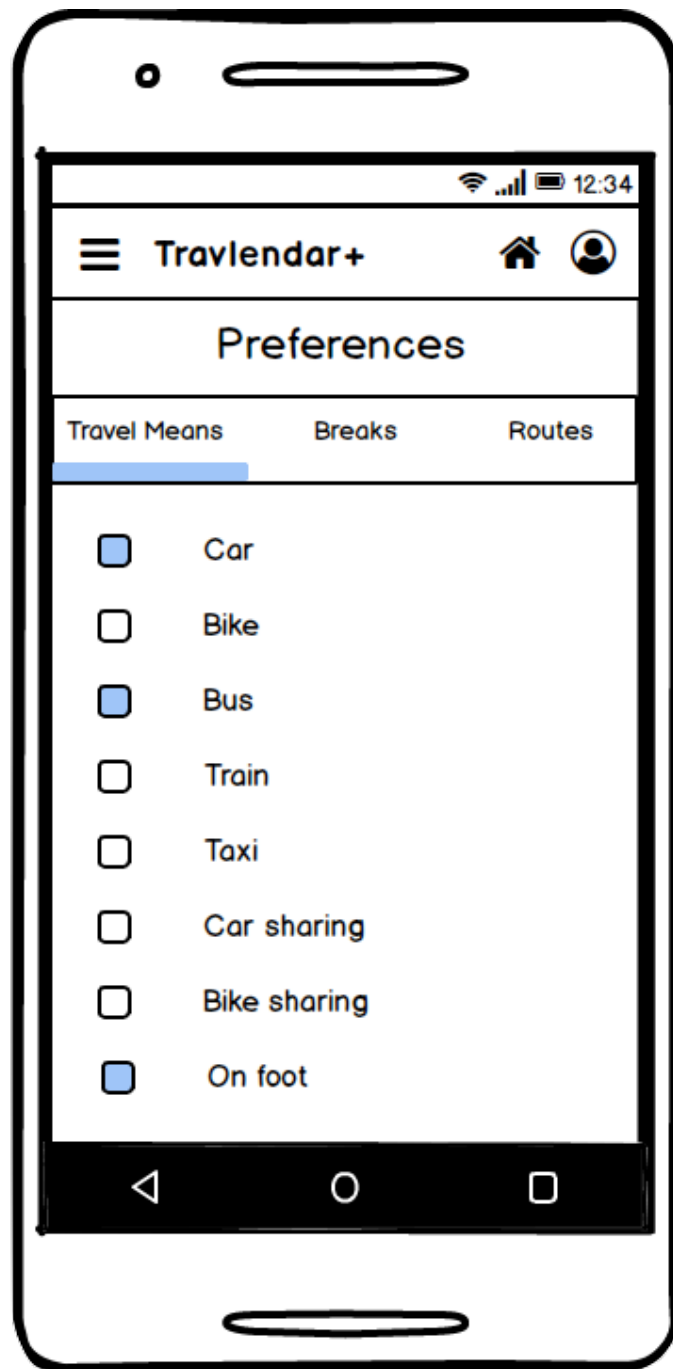 12:34
Travlendar+
Preferences
Travel Means Breaks Routes
Car
Bike
Bus
Train
Taxi
Car sharing
Bike sharing
On foot